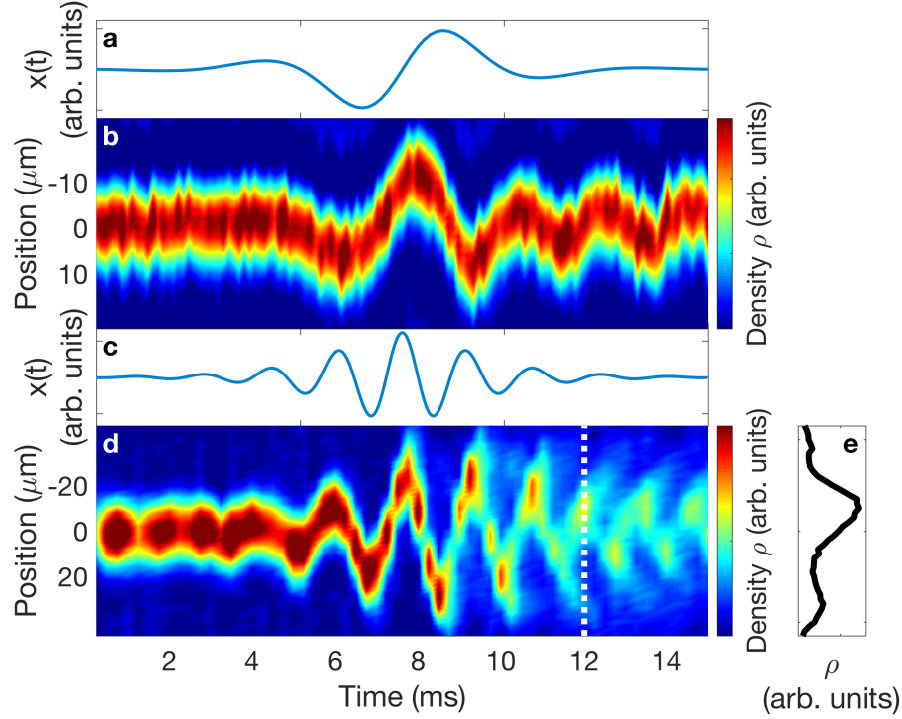 a
x(t)
(arb. units)
b
Position (μm)
-10
0
10
Density ρ (arb. units)
c
x(t)
(arb. units)
d
Position (μm)
-20
0
20
Density ρ (arb. units)
e
2 4 6 8 10 12 14
Time (ms)
ρ
(arb. units)